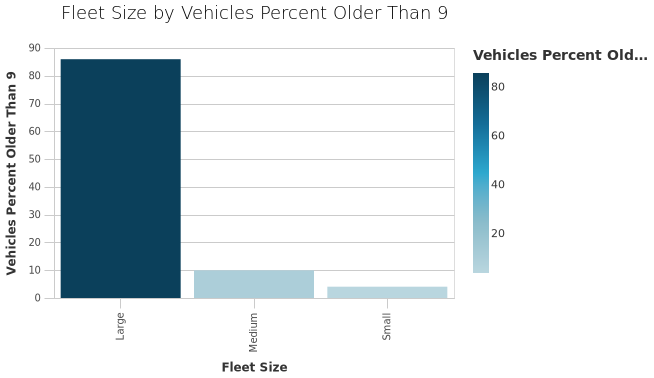 Fleet Size by Vehicles Percent Older Than 9
Vehicles Percent Old...
Vehicles Percent Older Than 9
90
80
70
60
50
40
30
20
10
0
Large
Medium
Small
Fleet Size
80
60
40
20